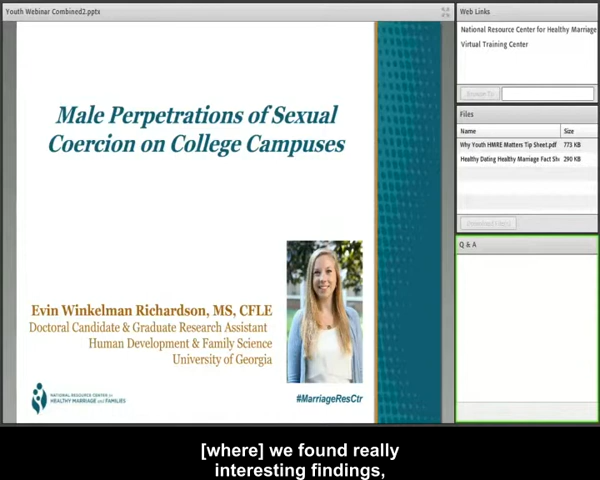 Youth Webinar Combined2.pptx
Male Perpetrations of Sexual
Coercion on College Campuses
Evin Winkelman Richardson, MS, CFLE
Doctoral Candidate & Graduate Research Assistant
Human Development & Family Science
University of Georgia
NATIONAL RESOURCE CENTER for
HEALTHY MARRIAGE and FAMILIES
#MarriageResCtr
Web Links
National Resource Center for Healthy Marriage
Virtual Training Center
Browse To
Files
Name Size
Why Youth HMRE Matters Tip Sheet.pdf 773 KB
Healthy Dating Healthy Marriage Fact She 290 KB
Q & A
[where] we found really
interesting findings,